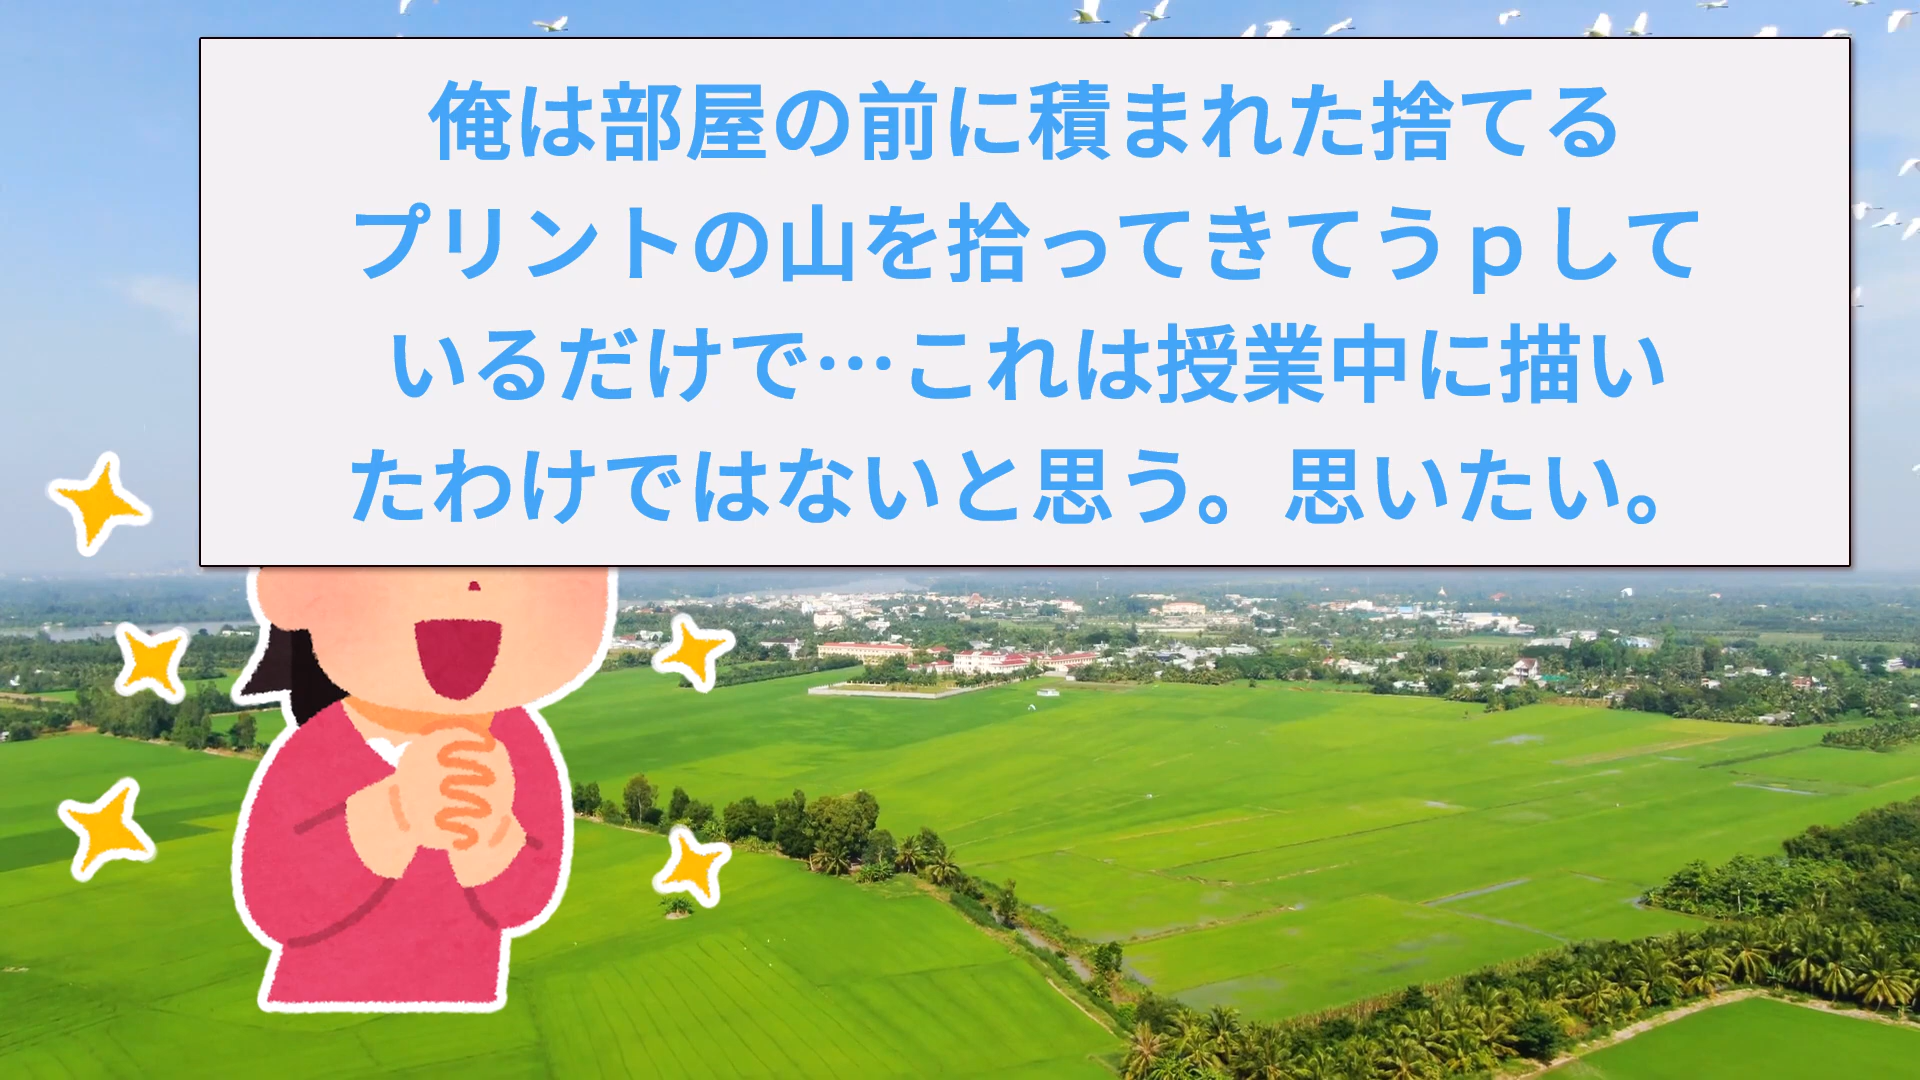 俺は部屋の前に積まれた捨てる
プリントの山を拾ってきてうｐして
いるだけで…これは授業中に描い
たわけではないと思う。思いたい。